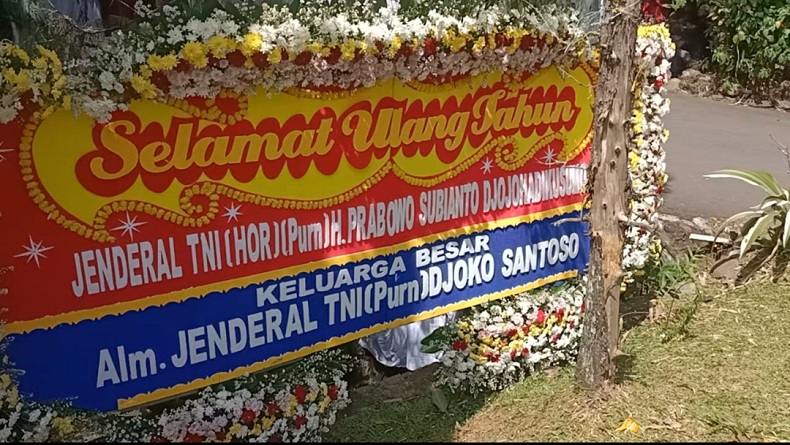 Selamat Ulang Tahun
JENDERAL TNI (HOR)(Purn) H. PRABOWO SUBIANTO DJOJOHADIKUSUMO
KELUARGA BESAR
Alm. JENDERAL TNI(Purn)DJOKO SANTOSO